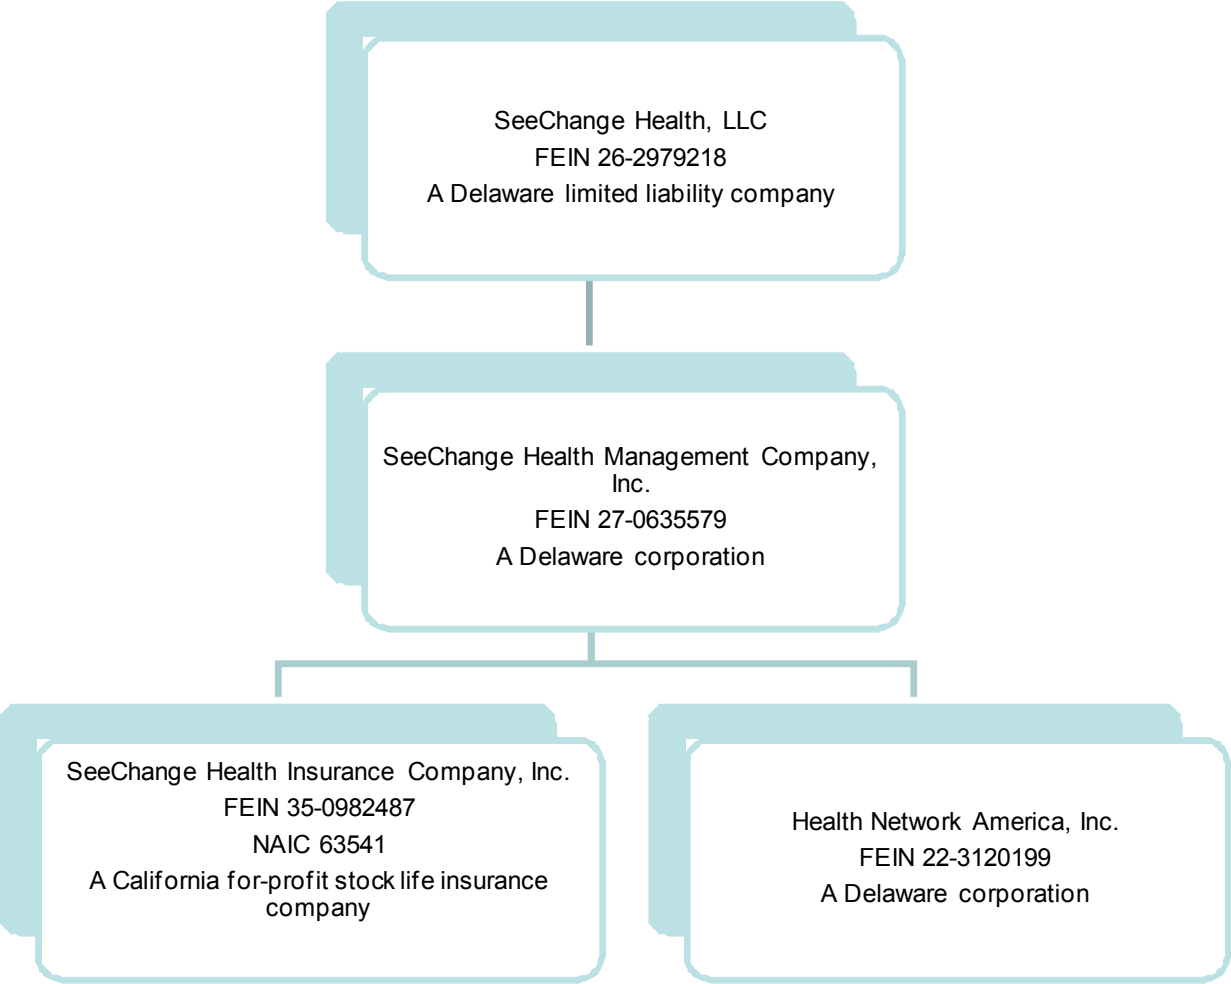 SeeChange Health, LLC
FEIN 26-2979218
A Delaware limited liability company
SeeChange Health Management Company,
Inc.
FEIN 27-0635579
A Delaware corporation
SeeChange Health Insurance Company, Inc.
FEIN 35-0982487
NAIC 63541
A California for-profit stock life insurance
company
Health Network America, Inc.
FEIN 22-3120199
A Delaware corporation